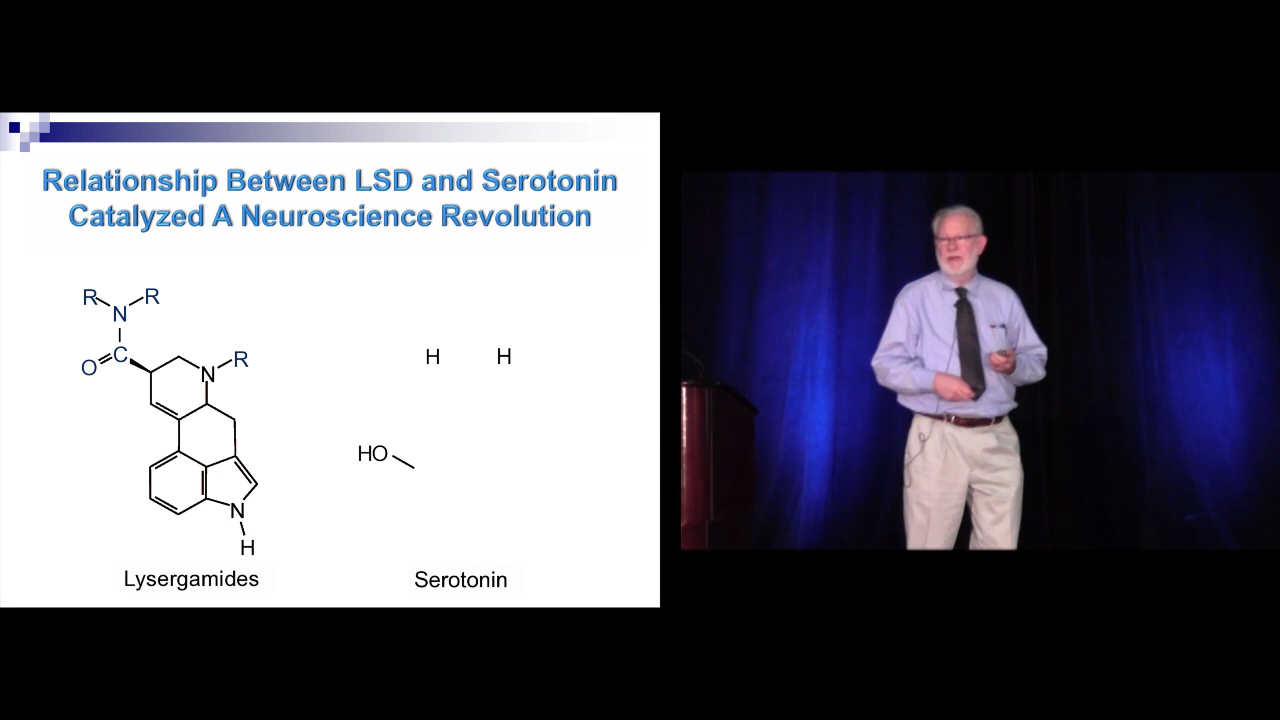 Relationship Between LSD and Serotonin
Catalyzed A Neuroscience Revolution
R R
N
C
O
N R
N
H
Lysergamides
H H
HO
Serotonin